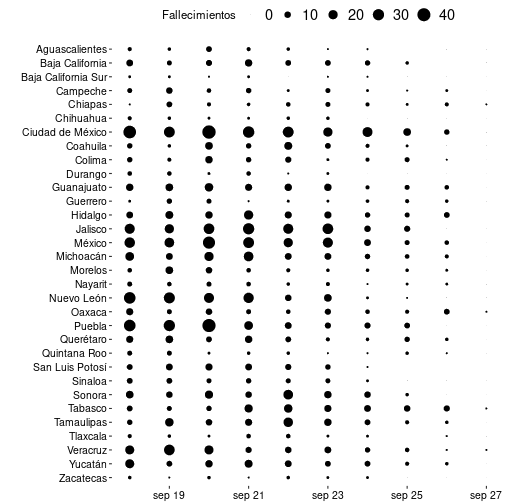 Fallecimientos 0 10 20 30 40
Aguascalientes
Baja California
Baja California Sur
Campeche
Chiapas
Chihuahua
Ciudad de México
Coahuila
Colima
Durango
Guanajuato
Guerrero
Hidalgo
Jalisco
México
Michoacán
Morelos
Nayarit
Nuevo León
Oaxaca
Puebla
Querétaro
Quintana Roo
San Luis Potosí
Sinaloa
Sonora
Tabasco
Tamaulipas
Tlaxcala
Veracruz
Yucatán
Zacatecas
sep 19 sep 21 sep 23 sep 25 sep 27